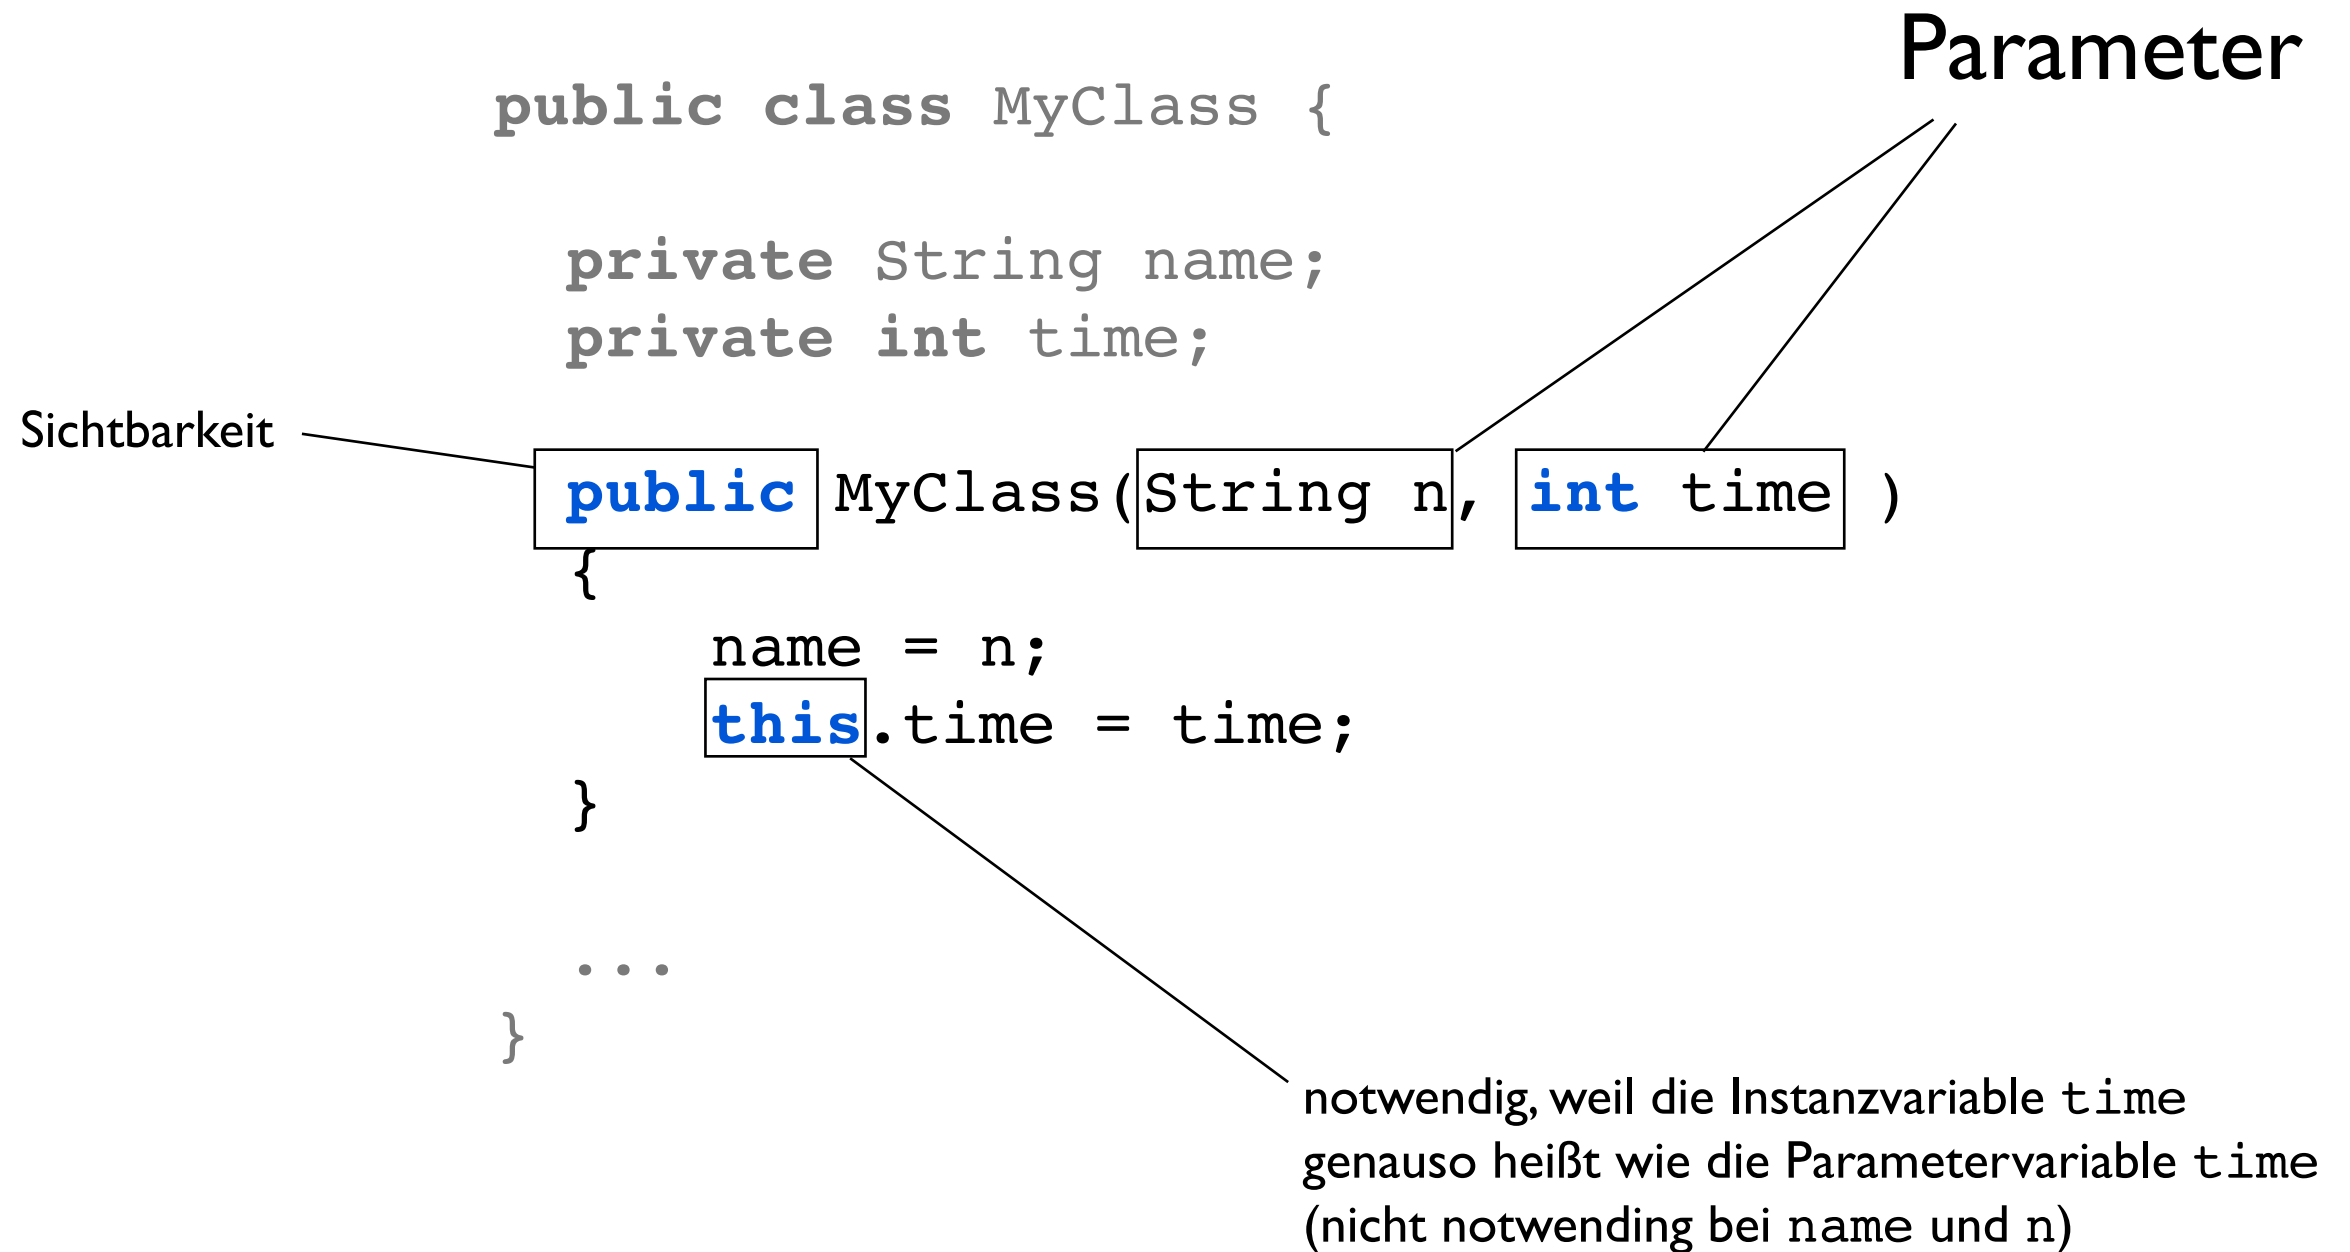 Parameter
public class MyClass {
private String name;
private int time;
Sichtbarkeit
public MyClass(String n, int time )
{
name = n;
this.time = time;
}
...
}
notwendig, weil die Instanzvariable time
genauso heißt wie die Parametervariable time
(nicht notwending bei name und n)